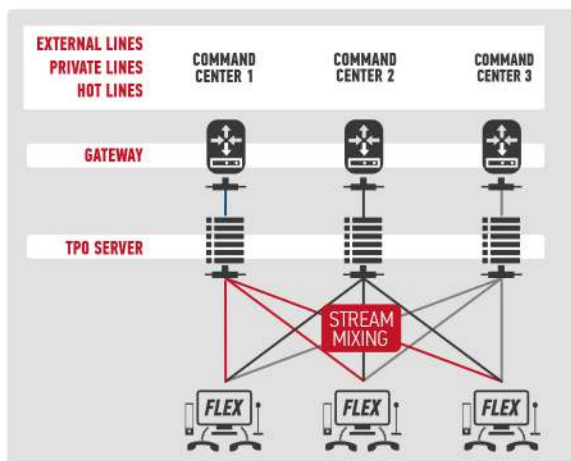 EXTERNAL LINES
PRIVATE LINES
HOT LINES
COMMAND
CENTER 1
COMMAND
CENTER 2
COMMAND
CENTER 3
GATEWAY
TPO SERVER
STREAM
MIXING
FLEX
FLEX
FLEX